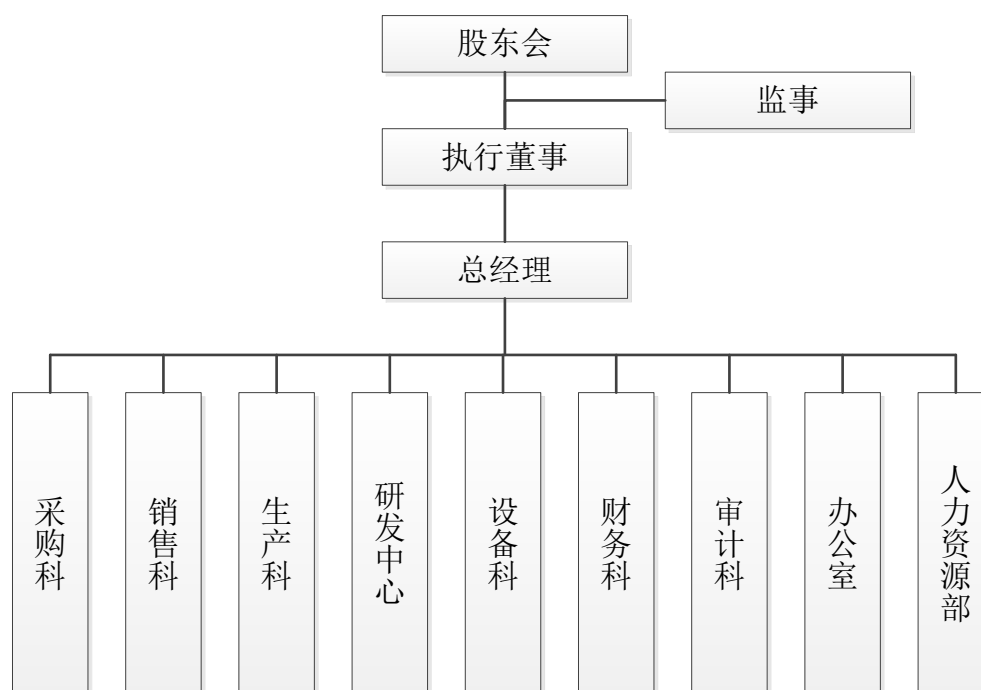 股东会
监事
执行董事
总经理
采购科
销售科
生产科
研发中心
设备科
财务科
审计科
办公室
人力资源部